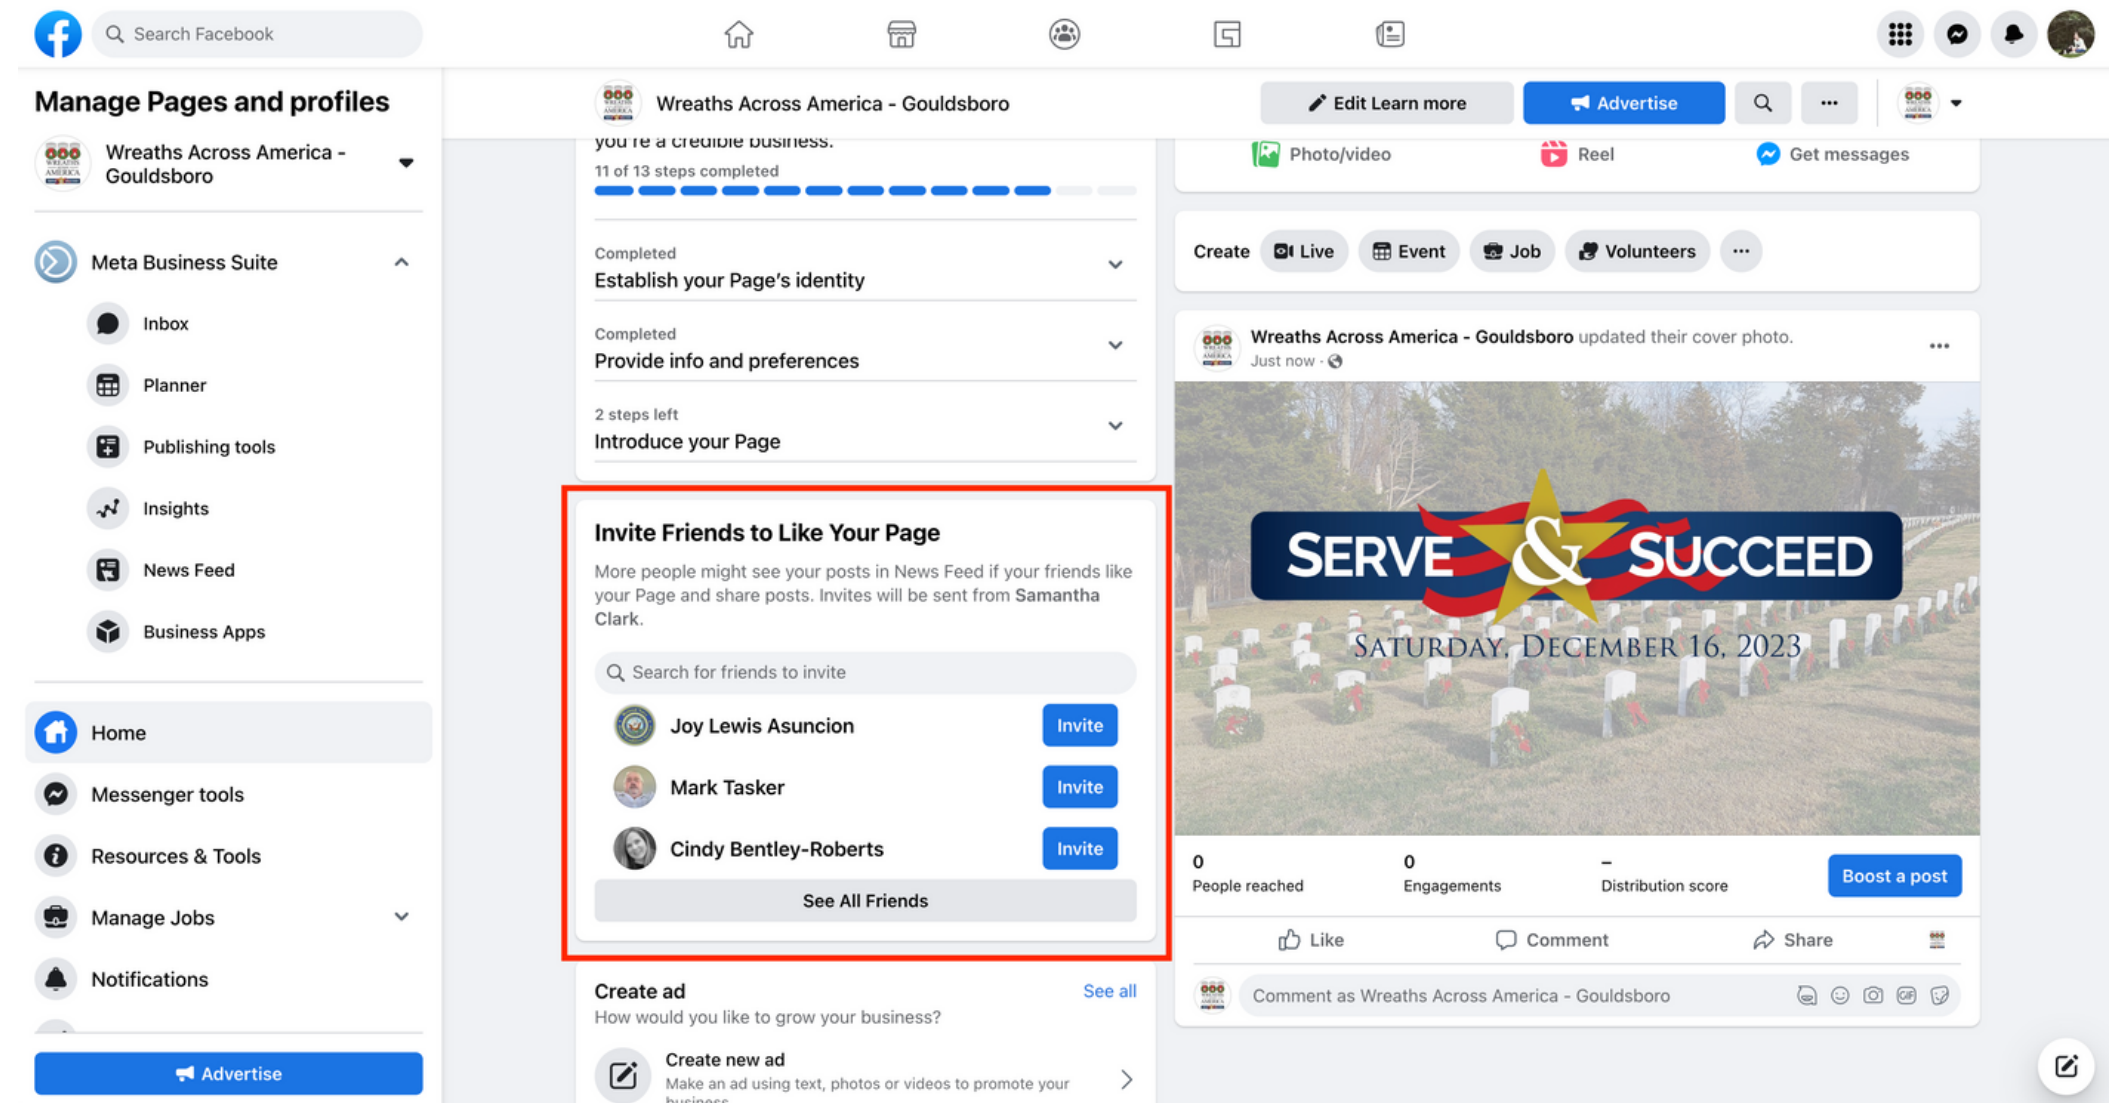 Search Facebook
Manage Pages and profiles
Wreaths Across America -
Gouldsboro
Meta Business Suite
Inbox
Planner
Publishing tools
Insights
News Feed
Business Apps
Home
Messenger tools
Resources & Tools
Manage Jobs
Notifications
Advertise
Wreaths Across America - Gouldsboro
Edit Learn more
Advertise
you're a credible business.
11 of 13 steps completed
Completed
Establish your Page's identity
Completed
Provide info and preferences
2 steps left
Introduce your Page
Invite Friends to Like Your Page
More people might see your posts in News Feed if your friends like
your Page and share posts. Invites will be sent from Samantha
Clark.
Search for friends to invite
Joy Lewis Asuncion Invite
Mark Tasker Invite
Cindy Bentley-Roberts Invite
See All Friends
Create ad See all
How would you like to grow your business?
Create new ad
Make an ad using text, photos or videos to promote your
business.
Photo/video Reel Get messages
Create Live Event Job Volunteers
Wreaths Across America - Gouldsboro updated their cover photo.
Just now ·
SERVE & SUCCEED
SATURDAY, DECEMBER 16, 2023
0 0 –
People reached Engagements Distribution score
Boost a post
Like Comment Share
Comment as Wreaths Across America - Gouldsboro
GIF